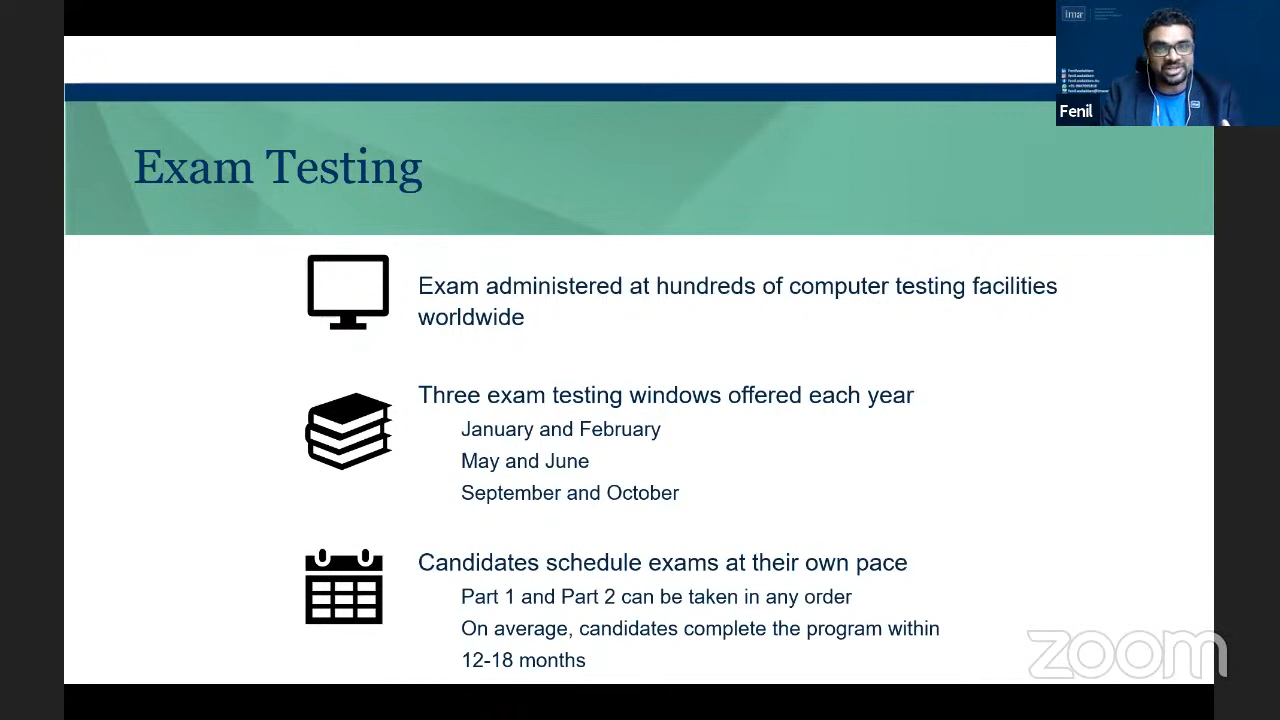 ima
Fenil
Exam Testing
Exam administered at hundreds of computer testing facilities
worldwide
Three exam testing windows offered each year
January and February
May and June
September and October
Candidates schedule exams at their own pace
Part 1 and Part 2 can be taken in any order
On average, candidates complete the program within
12-18 months
zoom